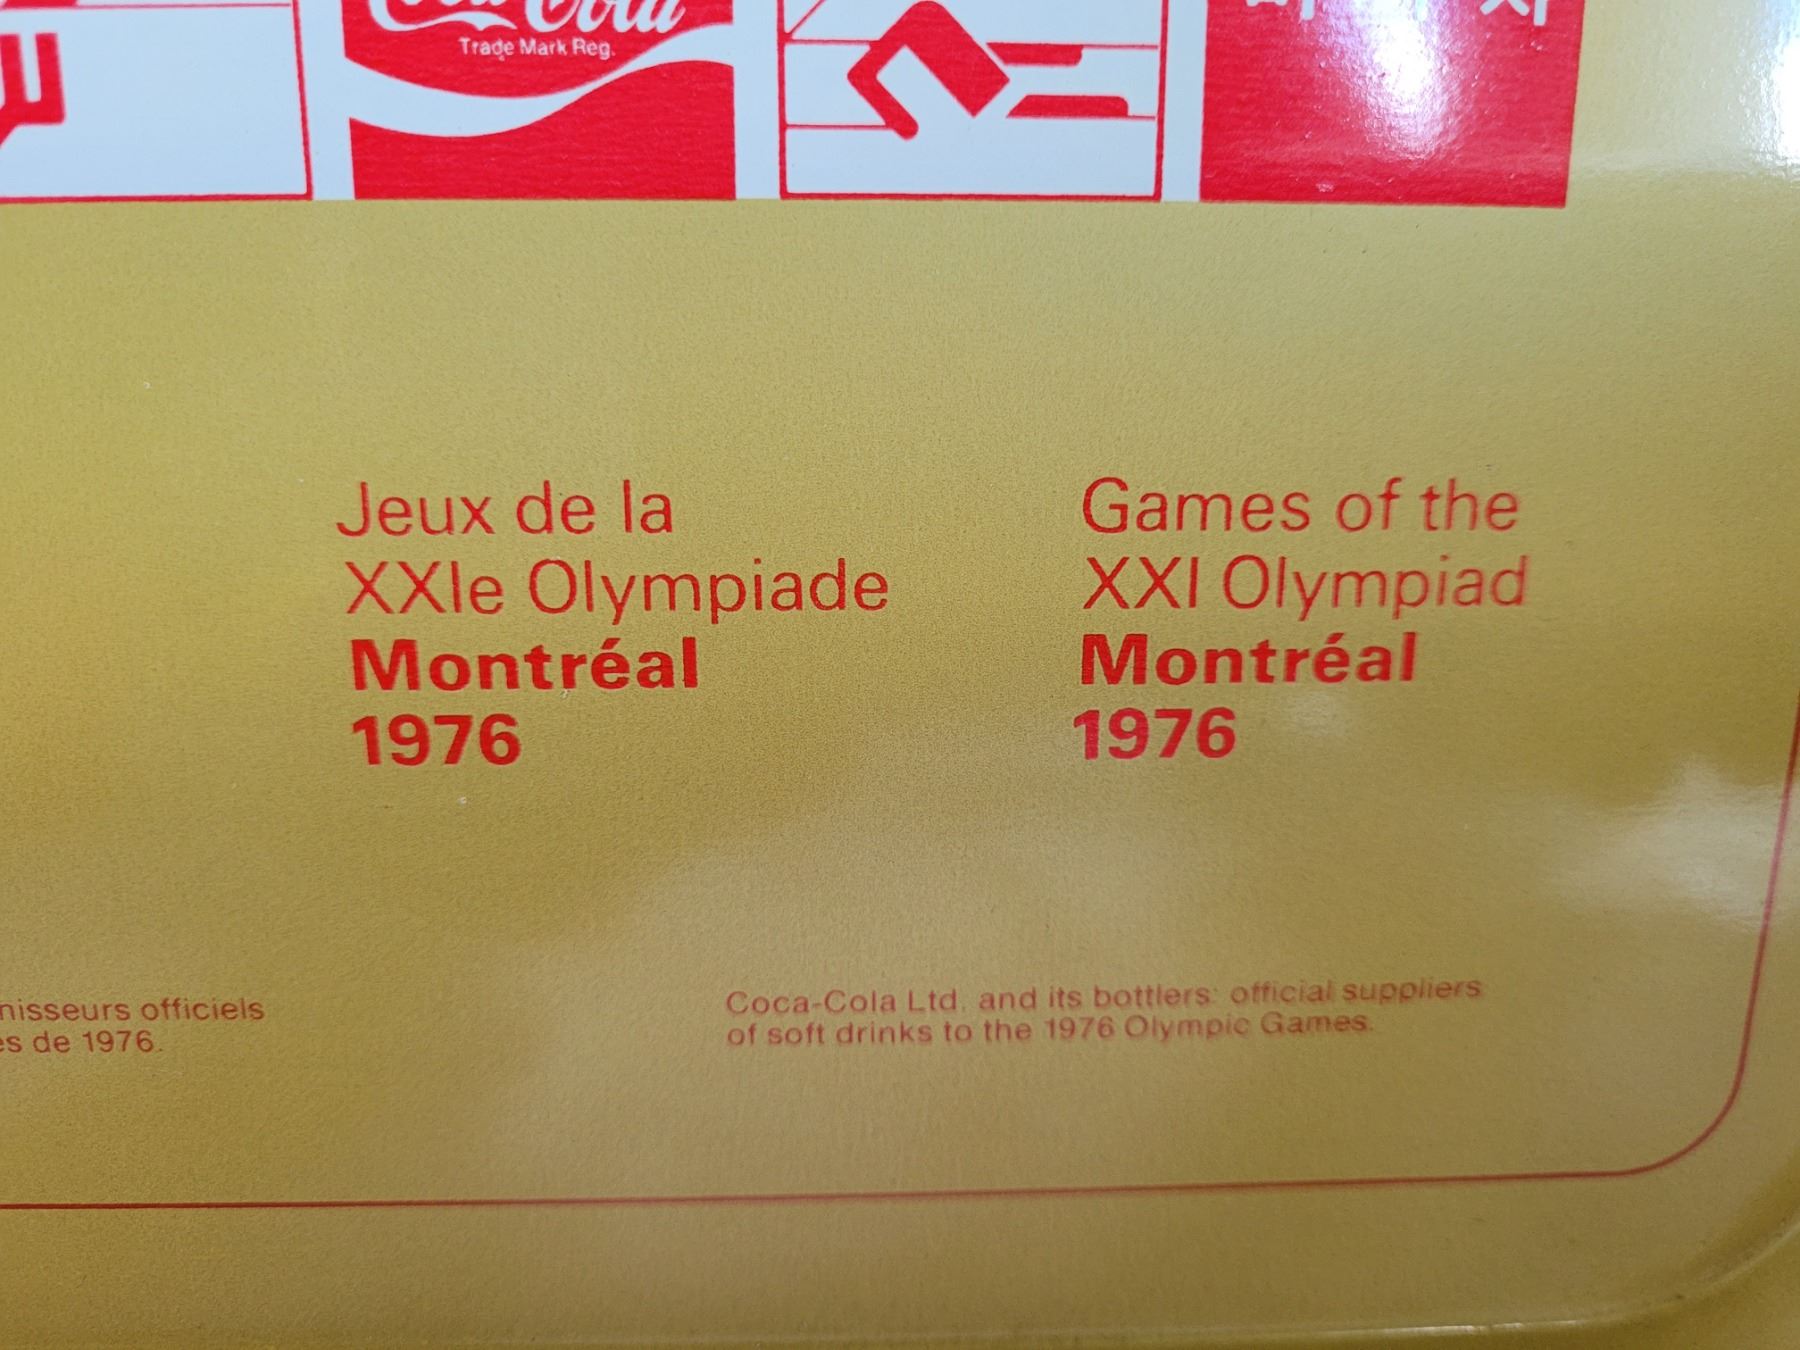 Coca-Cola
Trade Mark Reg.
Jeux de la
XXIe Olympiade
Montréal
1976
Games of the
XXI Olympiad
Montréal
1976
nisseurs officiels
es de 1976.
Coca-Cola Ltd. and its bottlers: official suppliers
of soft drinks to the 1976 Olympic Games.